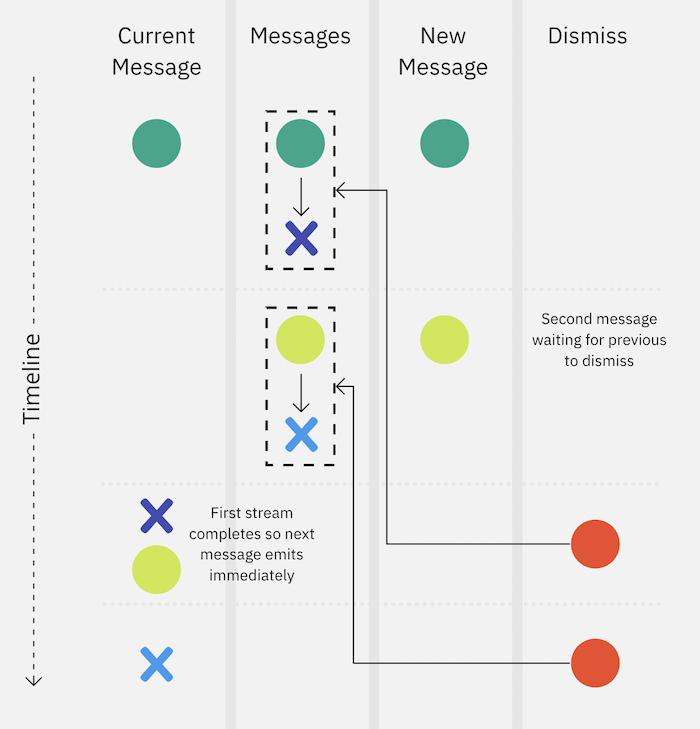 Current
Message
Messages
New
Message
Dismiss
Timeline
Second message
waiting for previous
to dismiss
First stream
completes so next
message emits
immediately